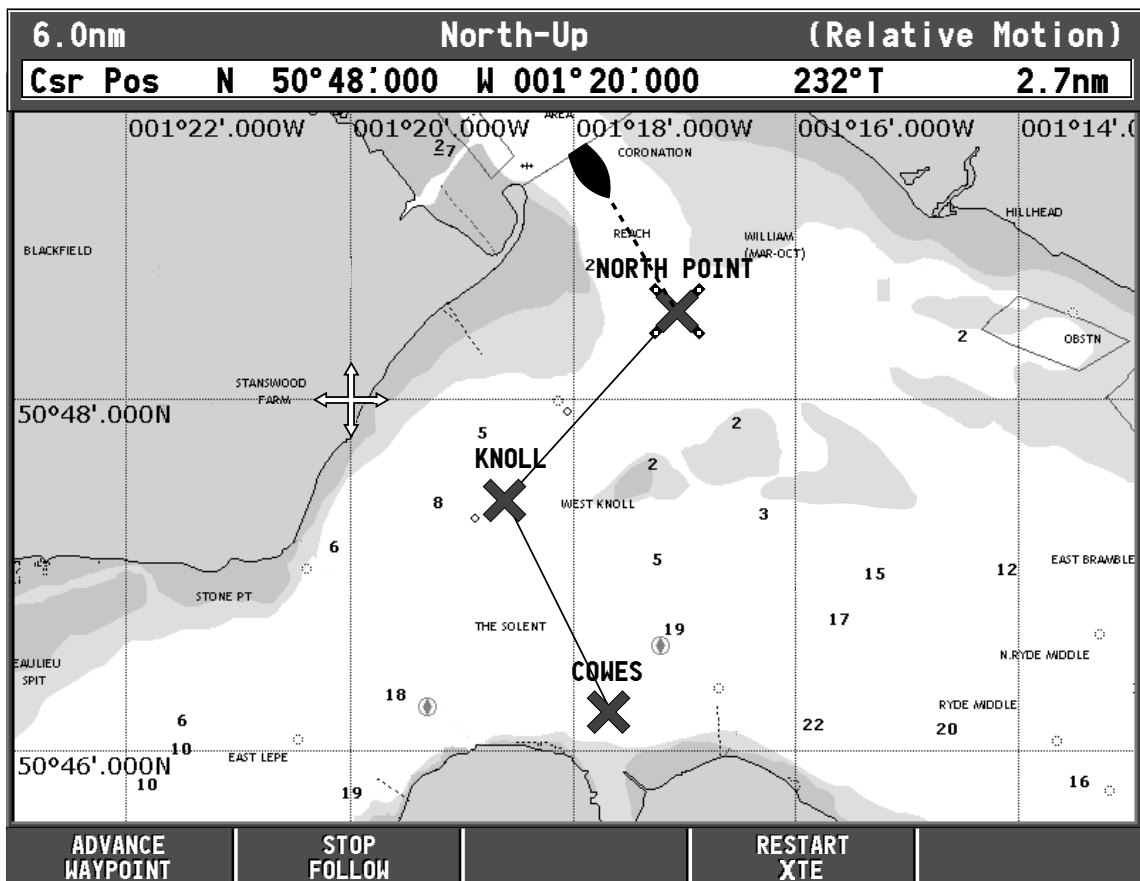 6.0nm North-Up (Relative Motion)
Csr Pos N 50°48'.000 W 001°20'.000 232°T 2.7nm
001°22'.000W 001°20'.000W 001°18'.000W 001°16'.000W 001°14'.0
AREA
27
CORONATION
HILLHEAD
REACH
WILLIAM
(MAR-OCT)
BLACKFIELD
2
NORTH POINT
2
OBSTN
STANSWOOD
FARM
50°48'.000N
2
5
KNOLL
2
8
WEST KNOLL
3
6
5
15
12
EAST BRAMBLE
STONE PT
17
THE SOLENT
19
N.RYDE MIDDLE
EAULIEU
SPIT
COWES
18
RYDE MIDDLE
6
22
20
10
EAST LEPE
50°46'.000N
10
19
16
ADVANCE
WAYPOINT
STOP
FOLLOW
RESTART
XTE